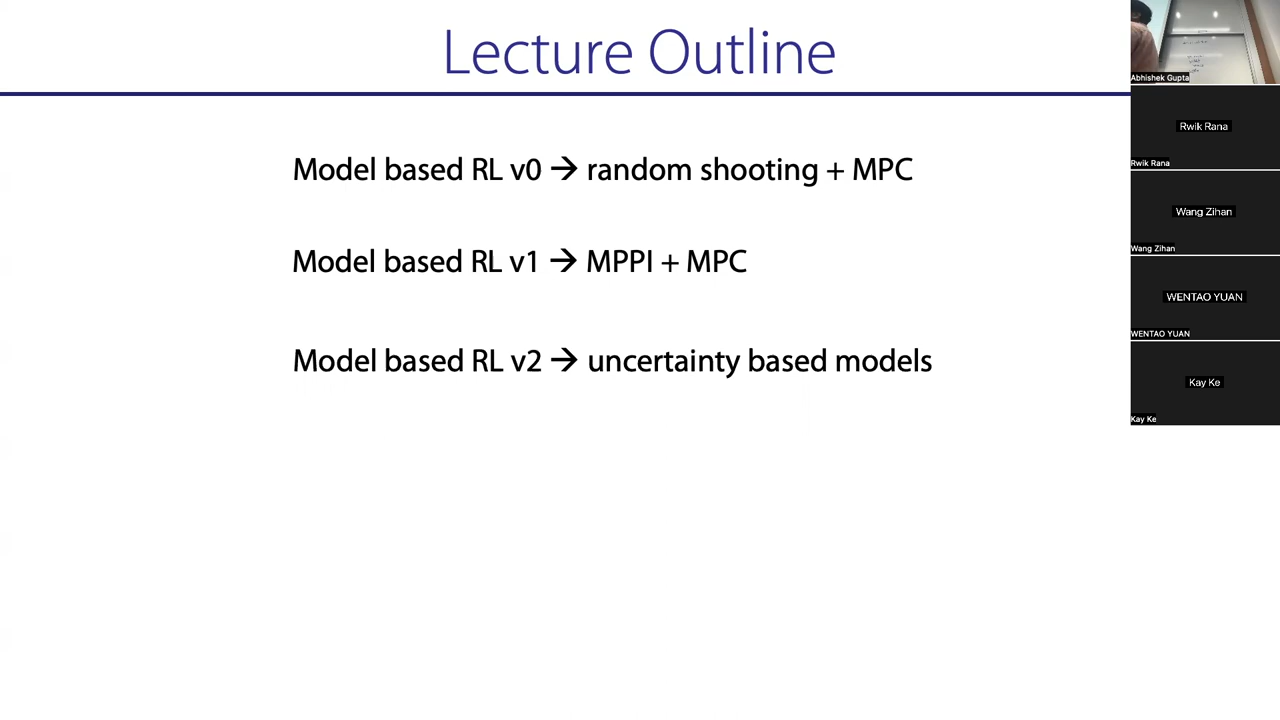 Lecture Outline
Model based RL v0 → random shooting + MPC
Model based RL v1 → MPPI + MPC
Model based RL v2 → uncertainty based models
Abhishek Gupta
Rwik Rana
Rwik Rana
Wang Zihan
Wang Zihan
WENTAO YUAN
WENTAO YUAN
Kay Ke
Kay Ke